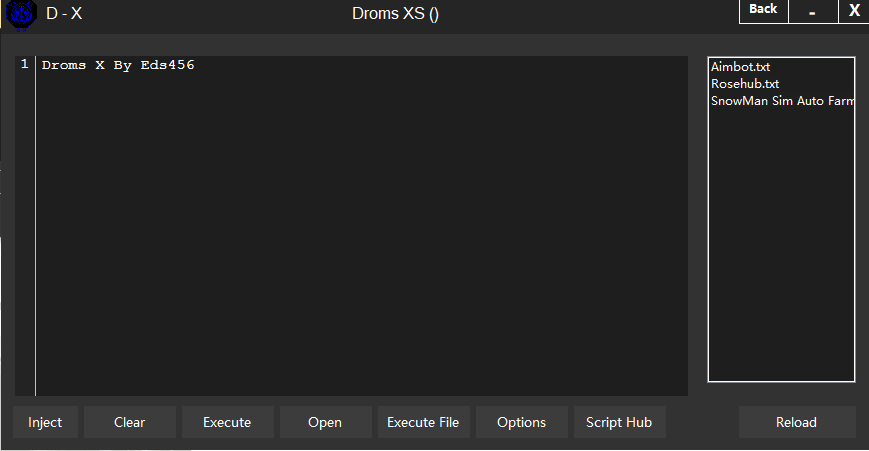 D - X
Droms XS ()
Back
-
X
1
Droms X By Eds456
Aimbot.txt
Rosehub.txt
SnowMan Sim Auto Farm
Inject
Clear
Execute
Open
Execute File
Options
Script Hub
Reload